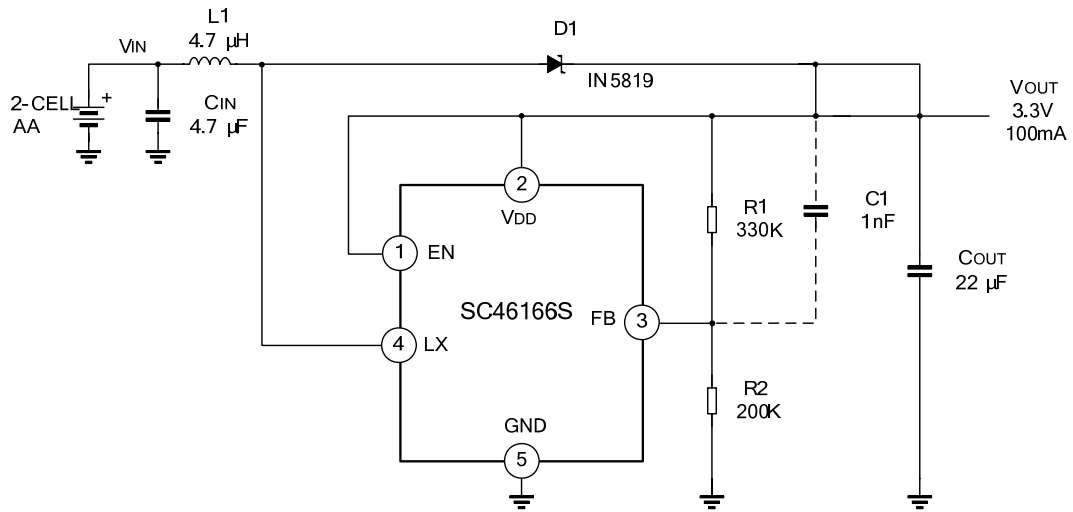 L1
4.7 µH
D1
VIN
IN5819
2-CELL
AA
+
CIN
4.7 µF
VOUT
3.3V
100mA
2
VDD
1
EN
R1
330K
C1
1nF
COUT
22 µF
SC46166S
FB
3
4
LX
R2
200K
GND
5